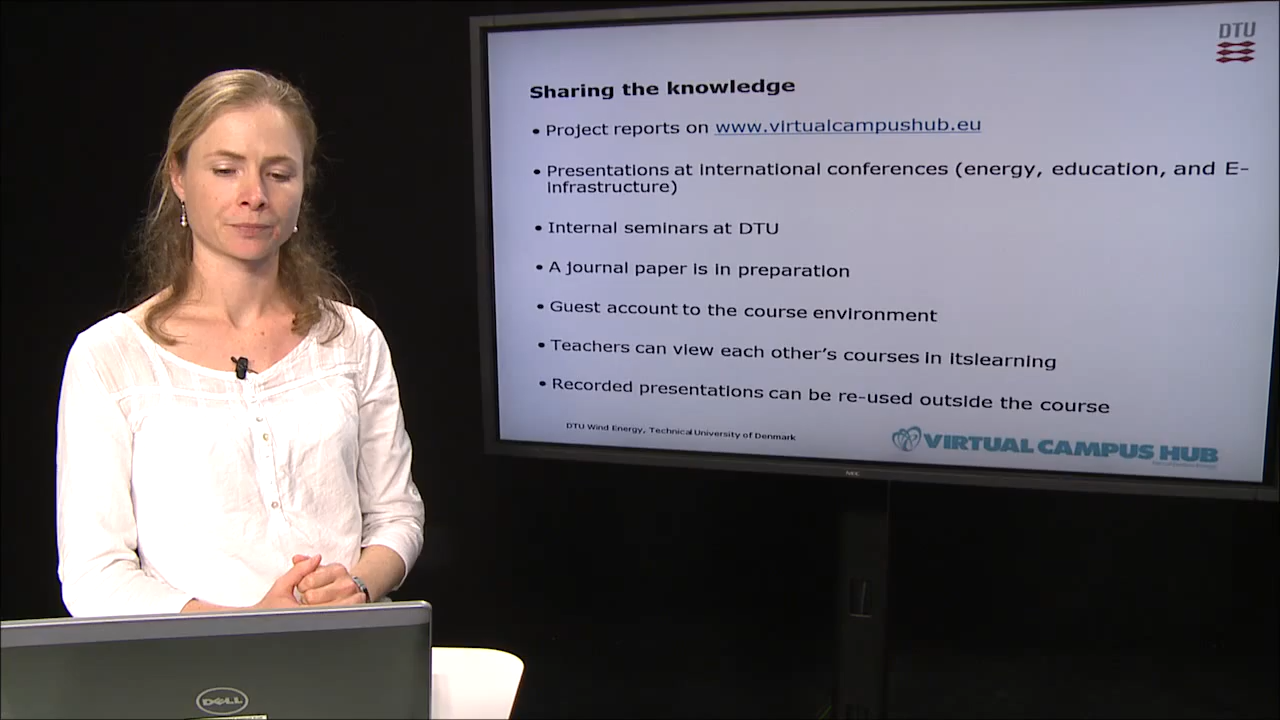 DTU
Sharing the knowledge
• Project reports on www.virtualcampushub.eu
• Presentations at international conferences (energy, education, and E-
infrastructure)
• Internal seminars at DTU
• A journal paper is in preparation
• Guest account to the course environment
• Teachers can view each other's courses in itslearning
• Recorded presentations can be re-used outside the course
DTU Wind Energy, Technical University of Denmark
VIRTUAL CAMPUS HUB
NEC
DELL